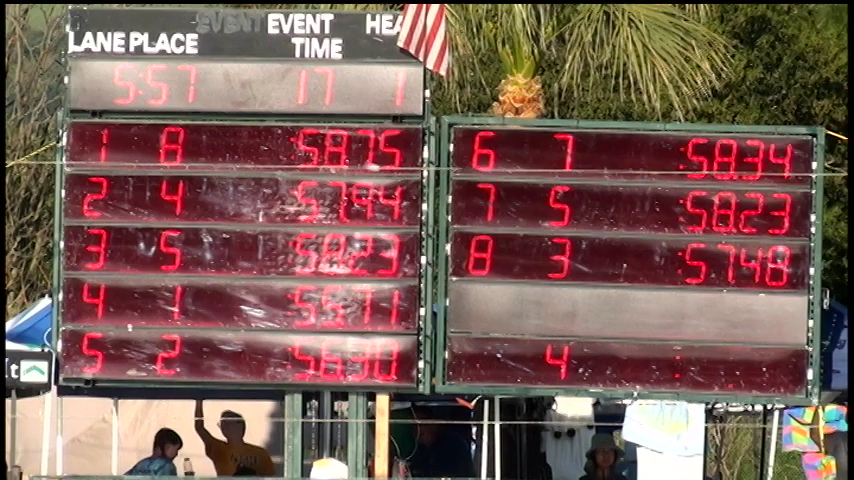 EVENT EVENT HEA
LANE PLACE TIME
5:57 17 1
1 8 :58.75
2 4 :57.94
3 5 :58.23
4 1 :55.71
5 2 :56.90
6 7 :58.34
7 5 :58.23
8 3 :57.48
4 :